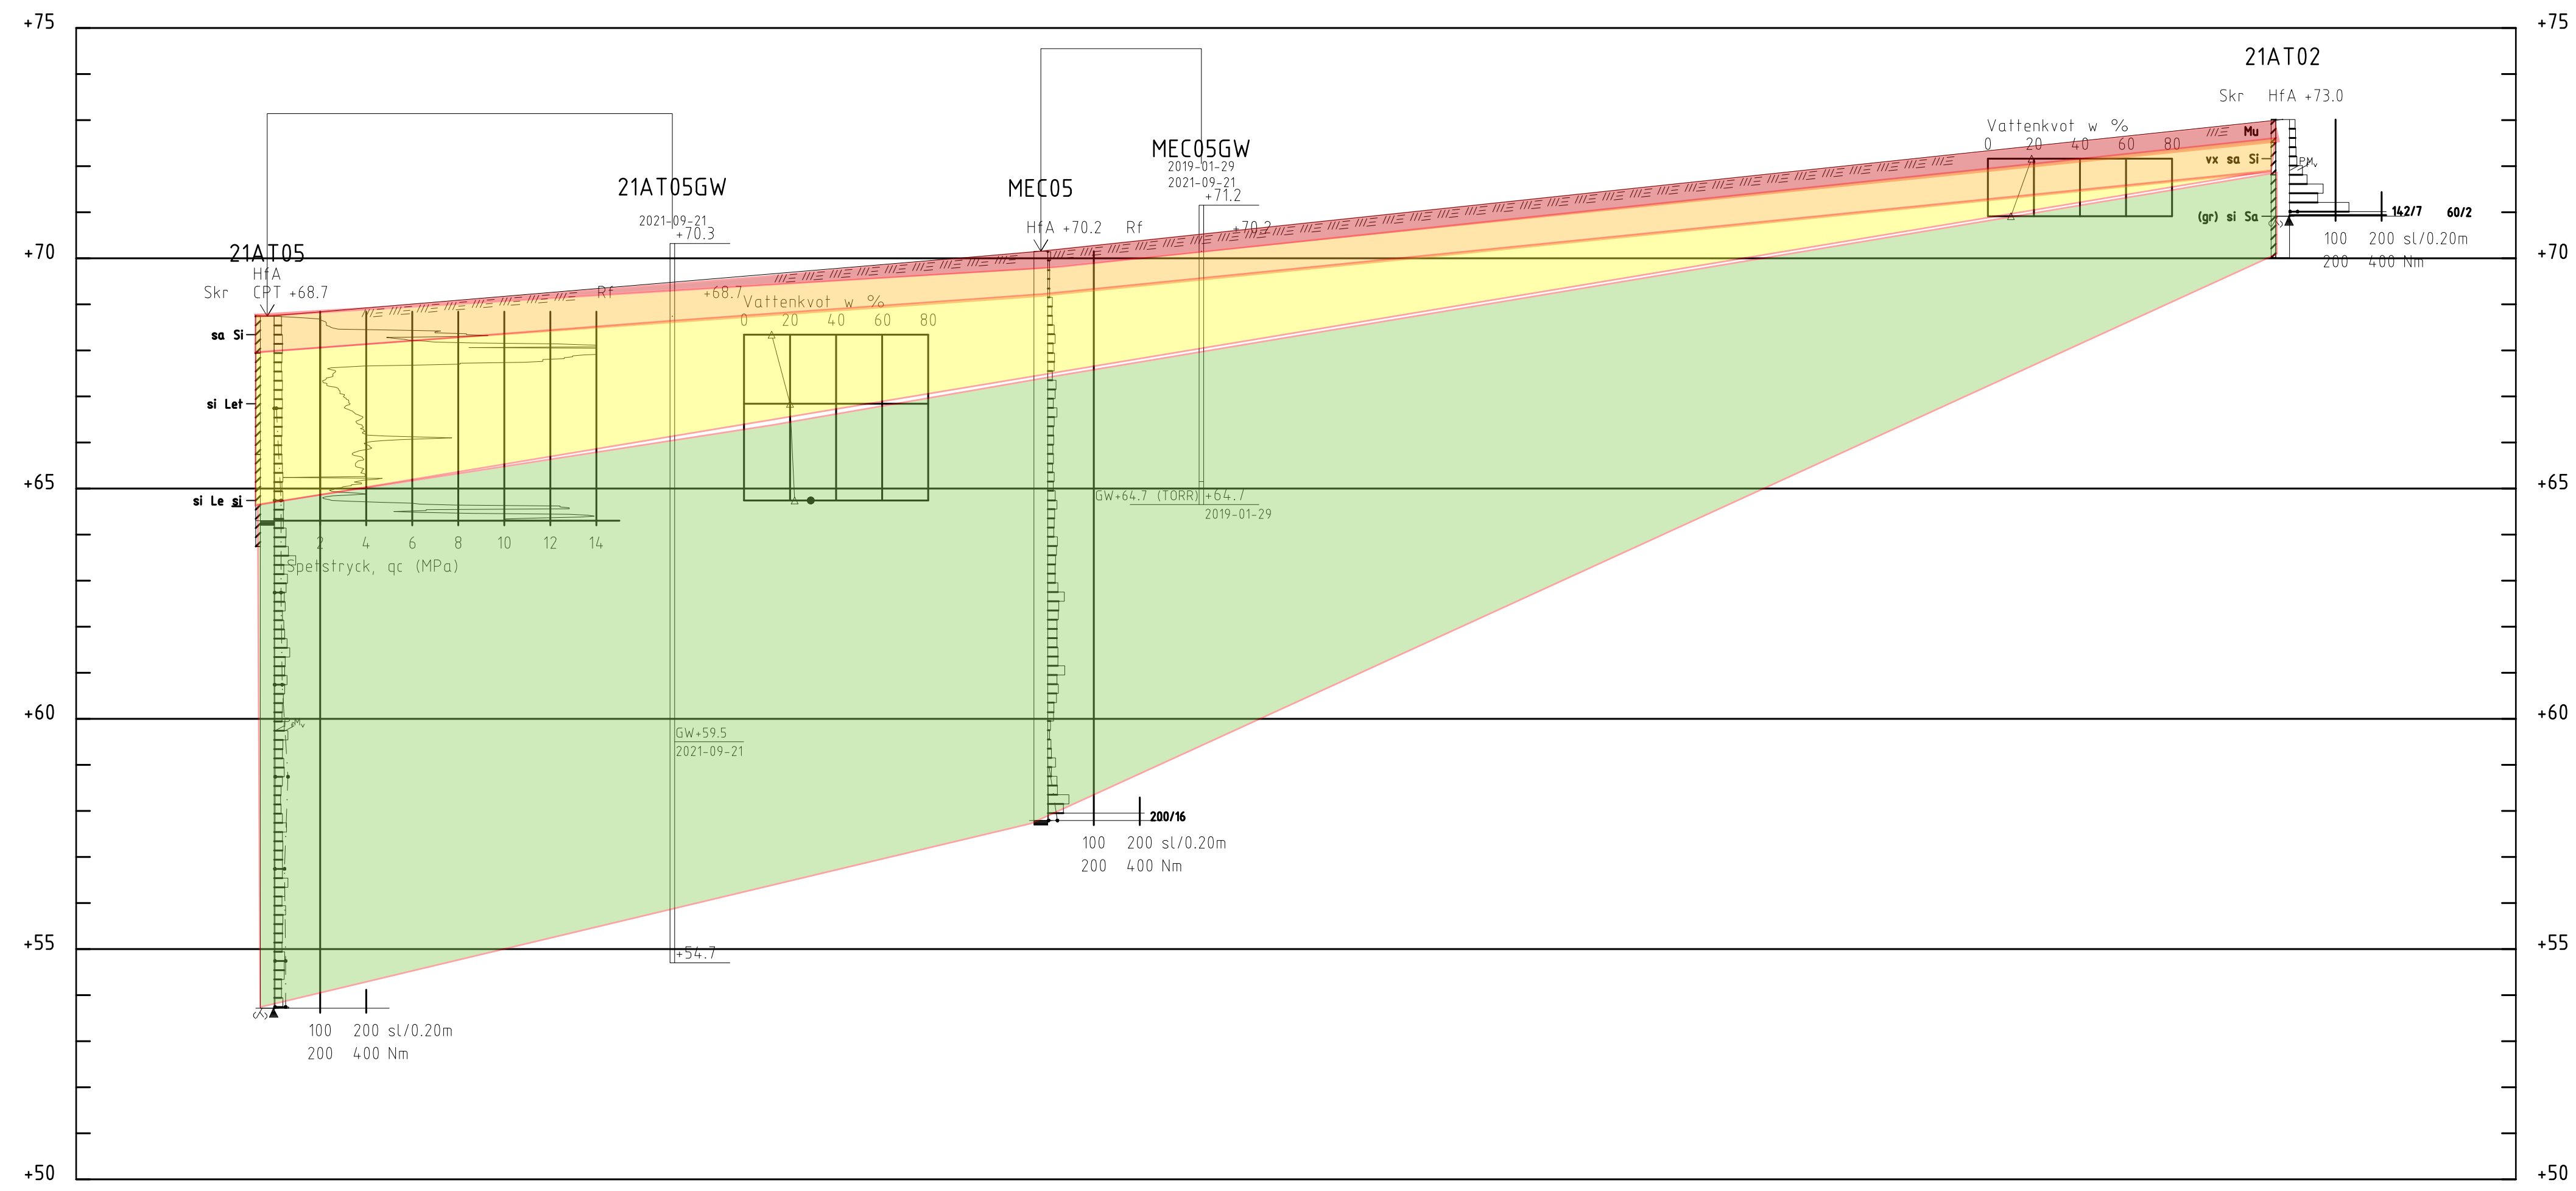 +75 +75
21AT02
Skr HfA +73.0
Vattenkvot w %
0 20 40 60 80
Mu
vx sa Si
PMv
(gr) si Sa
142/7 60/2
100 200 sl/0.20m
200 400 Nm
MEC05GW
2019-01-29
2021-09-21
+71.2
MEC05
HfA +70.2 Rf +70.2
21AT05GW
2021-09-21
+70.3
+70 +70
21AT05
HfA
Skr CPT +68.7 Rf +68.7
Vattenkvot w %
0 20 40 60 80
sa Si
si Let
+65 +65
si Le si
GW+64.7 (TORR) +64.7
2019-01-29
2 4 6 8 10 12 14
Spetstryck, qc (MPa)
+60 +60
PMv
GW+59.5
2021-09-21
200/16
100 200 sl/0.20m
200 400 Nm
+55 +55
+54.7
100 200 sl/0.20m
200 400 Nm
+50 +50